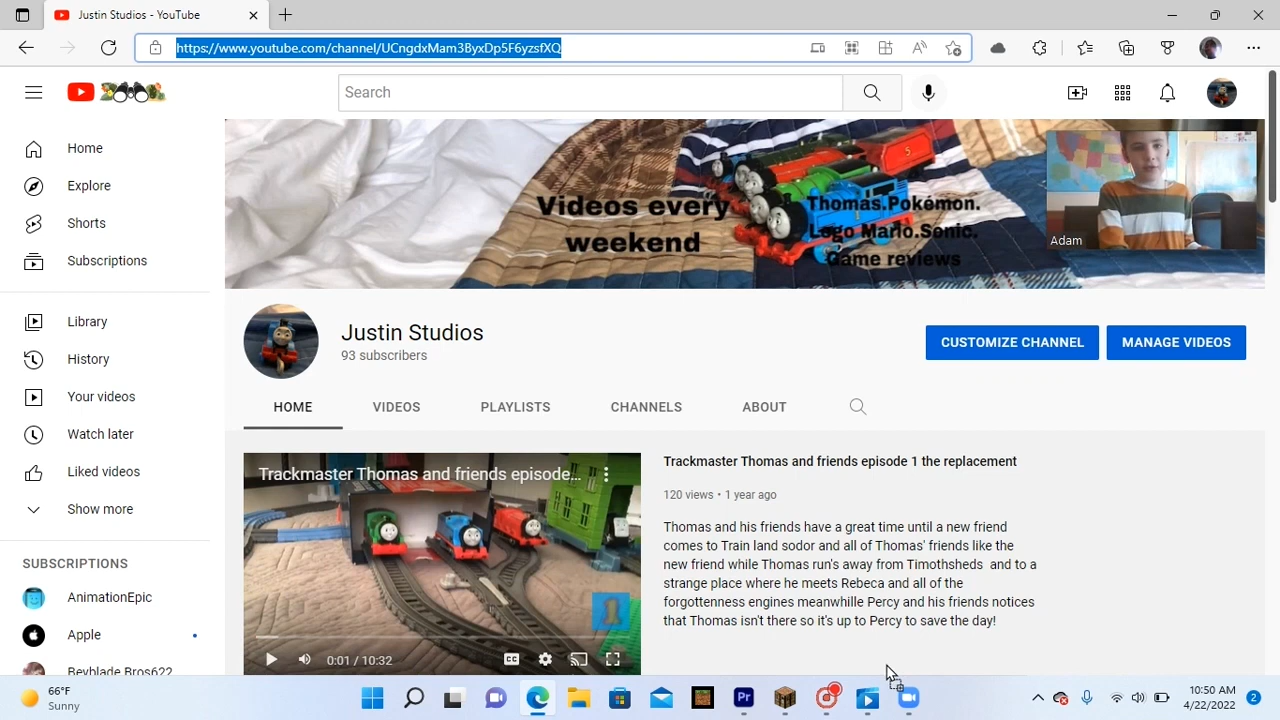 Justin Studios - YouTube
https://www.youtube.com/channel/UCngdxMam3ByxDp5F6yzsfXQ
Search
Home
Explore
Shorts
Subscriptions
Library
History
Your videos
Watch later
Liked videos
Show more
SUBSCRIPTIONS
AnimationEpic
Apple
Beyblade Bros622
Videos every
weekend
Thomas.Pokémon.
Logo Mario.Sonic.
Game reviews
Adam
Justin Studios
93 subscribers
CUSTOMIZE CHANNEL
MANAGE VIDEOS
HOME
VIDEOS
PLAYLISTS
CHANNELS
ABOUT
Trackmaster Thomas and friends episode...
0:01 / 10:32
Trackmaster Thomas and friends episode 1 the replacement
120 views • 1 year ago
Thomas and his friends have a great time until a new friend
comes to Train land sodor and all of Thomas' friends like the
new friend while Thomas run's away from Timothsheds and to a
strange place where he meets Rebeca and all of the
forgottenness engines meanwhille Percy and his friends notices
that Thomas isn't there so it's up to Percy to save the day!
66°F
Sunny
Pr
10:50 AM
4/22/2022
2